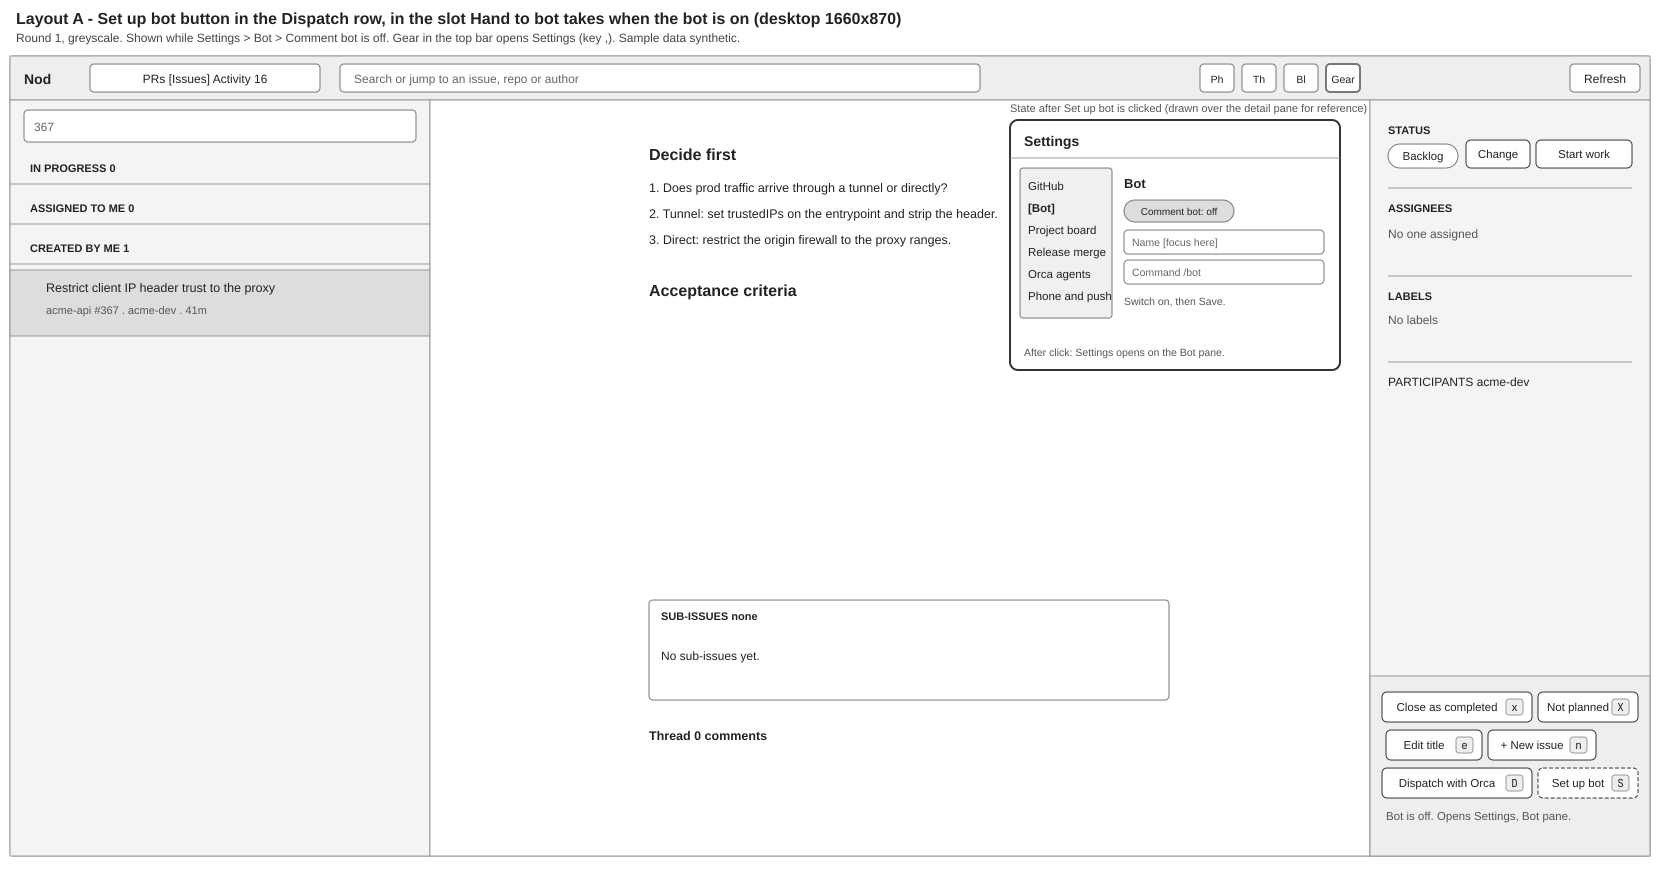 Layout A - Set up bot button in the Dispatch row, in the slot Hand to bot takes when the bot is on (desktop 1660x870)
Round 1, greyscale. Shown while Settings > Bot > Comment bot is off. Gear in the top bar opens Settings (key ,). Sample data synthetic.
Nod
PRs [Issues] Activity 16
Search or jump to an issue, repo or author
Ph
Th
Bl
Gear
Refresh
367
IN PROGRESS 0
ASSIGNED TO ME 0
CREATED BY ME 1
Restrict client IP header trust to the proxy
acme-api #367 . acme-dev . 41m
Decide first
1. Does prod traffic arrive through a tunnel or directly?
2. Tunnel: set trustedIPs on the entrypoint and strip the header.
3. Direct: restrict the origin firewall to the proxy ranges.
Acceptance criteria
State after Set up bot is clicked (drawn over the detail pane for reference)
Settings
GitHub
[Bot]
Project board
Release merge
Orca agents
Phone and push
Bot
Comment bot: off
Name [focus here]
Command /bot
Switch on, then Save.
After click: Settings opens on the Bot pane.
SUB-ISSUES none
No sub-issues yet.
Thread 0 comments
STATUS
Backlog
Change
Start work
ASSIGNEES
No one assigned
LABELS
No labels
PARTICIPANTS acme-dev
Close as completed x
Not planned X
Edit title e
+ New issue n
Dispatch with Orca D
Set up bot S
Bot is off. Opens Settings, Bot pane.